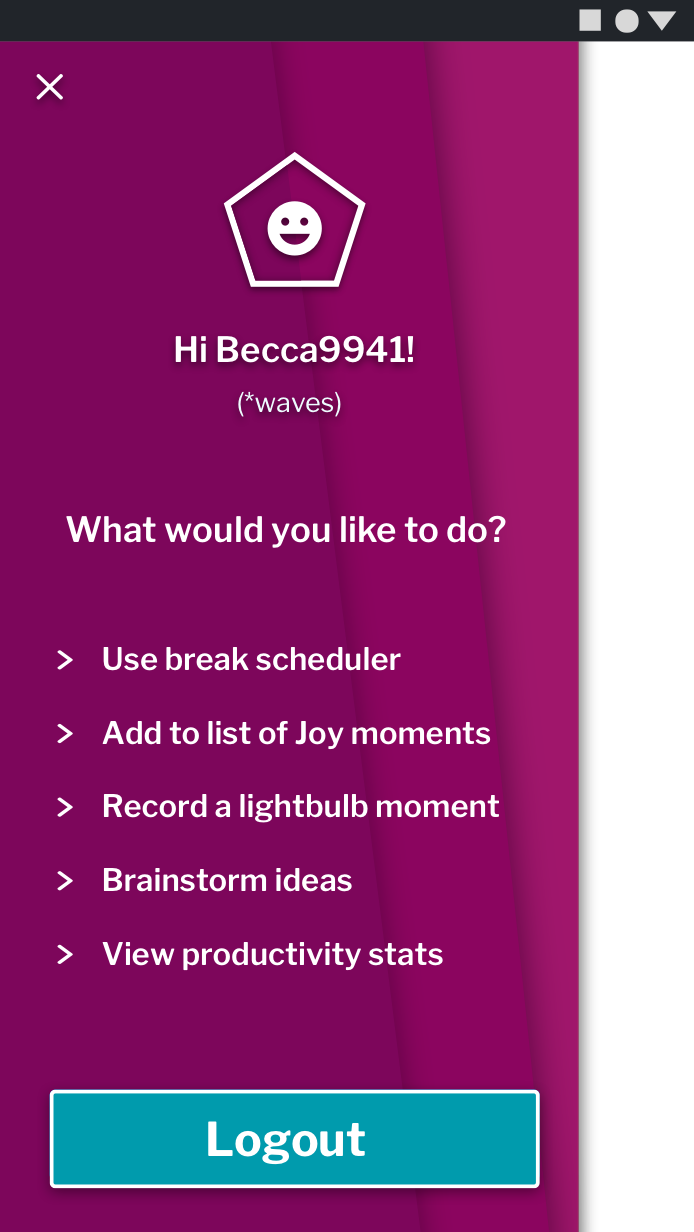 Hi Becca9941!
(*waves)
What would you like to do?
Use break scheduler
Add to list of Joy moments
Record a lightbulb moment
Brainstorm ideas
View productivity stats
Logout